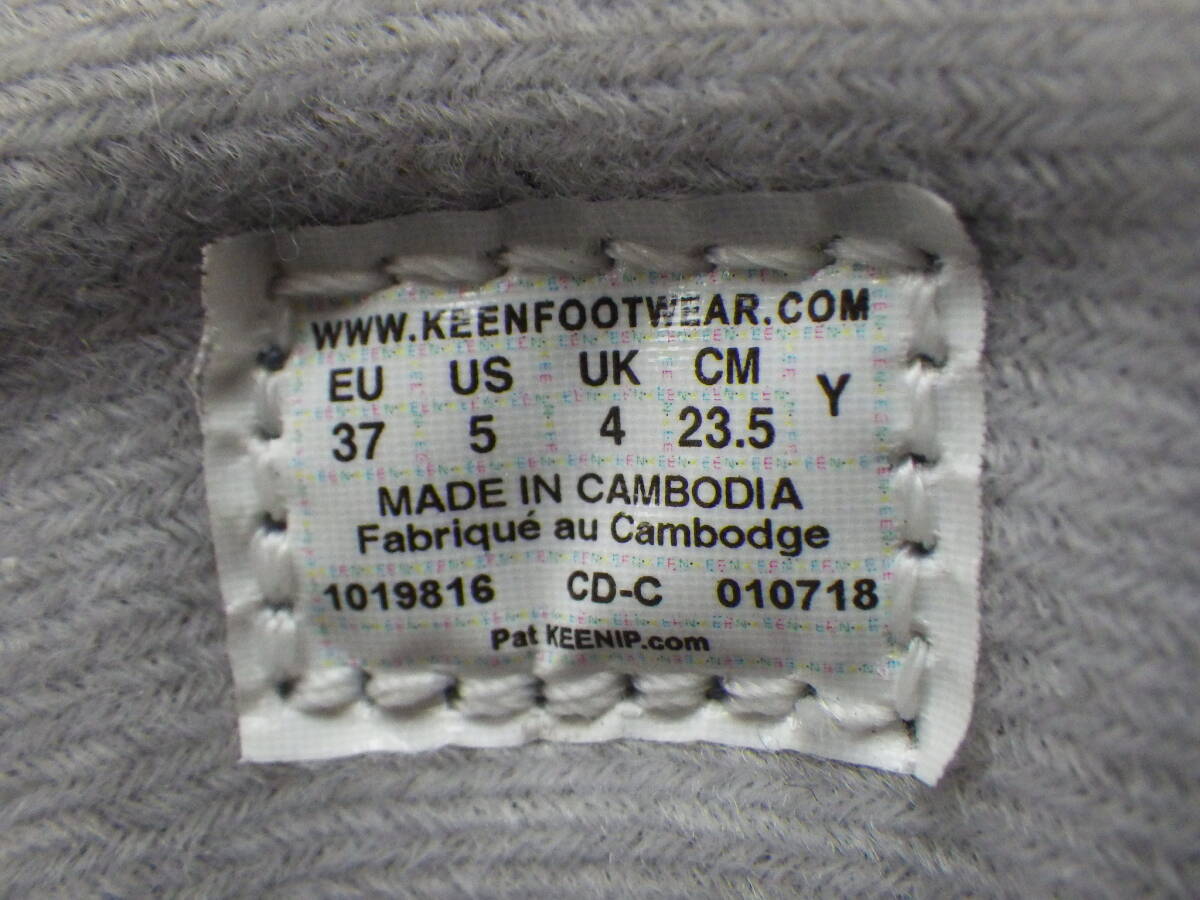 WWW.KEENFOOTWEAR.COM
EU US UK CM Y
37 5 4 23.5
MADE IN CAMBODIA
Fabriqué au Cambodge
1019816 CD-C 010718
Pat KEENIP.com